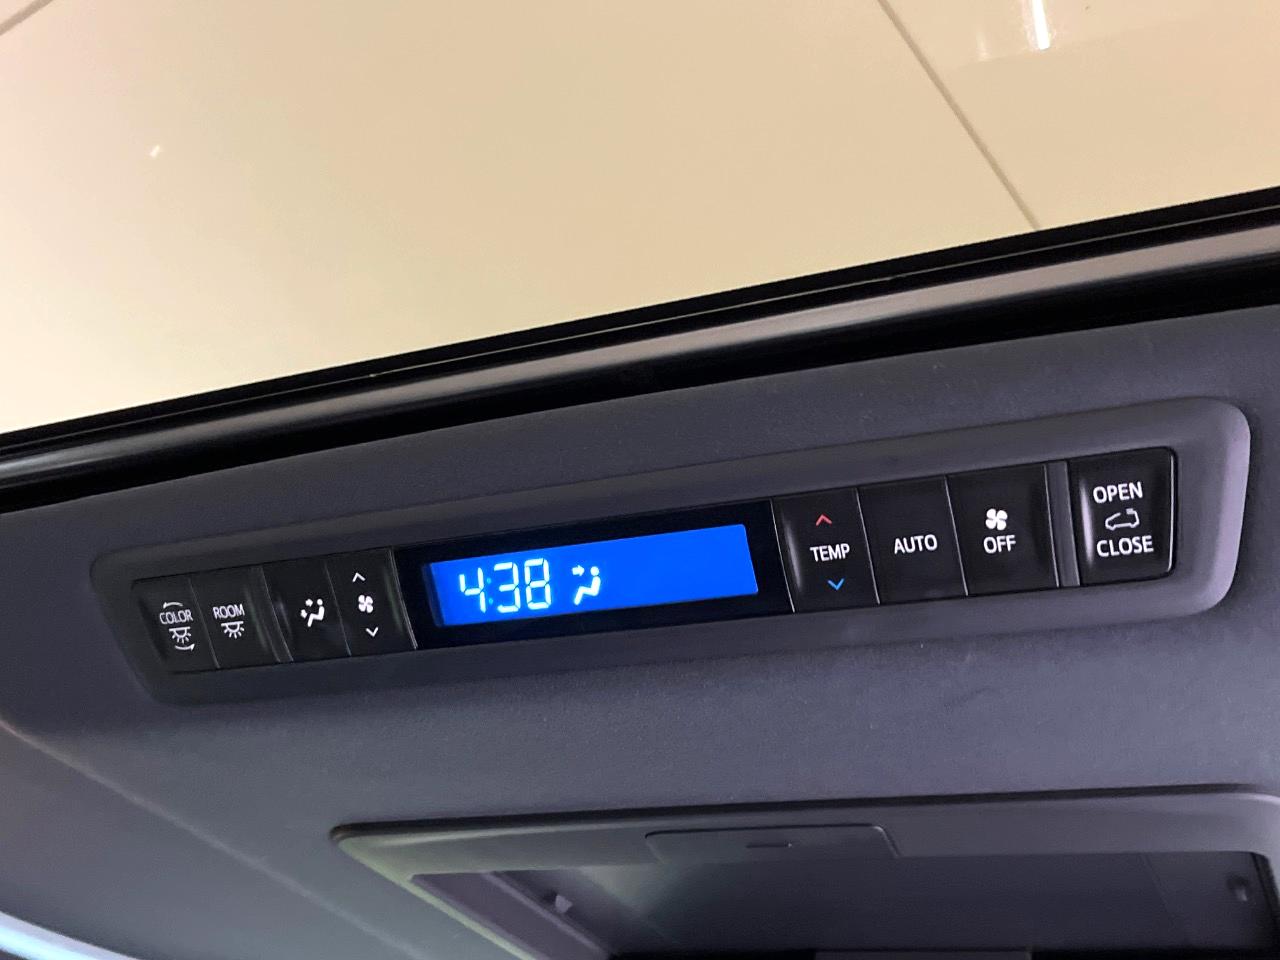 COLOR
ROOM
4:38
TEMP
AUTO
OFF
OPEN
CLOSE